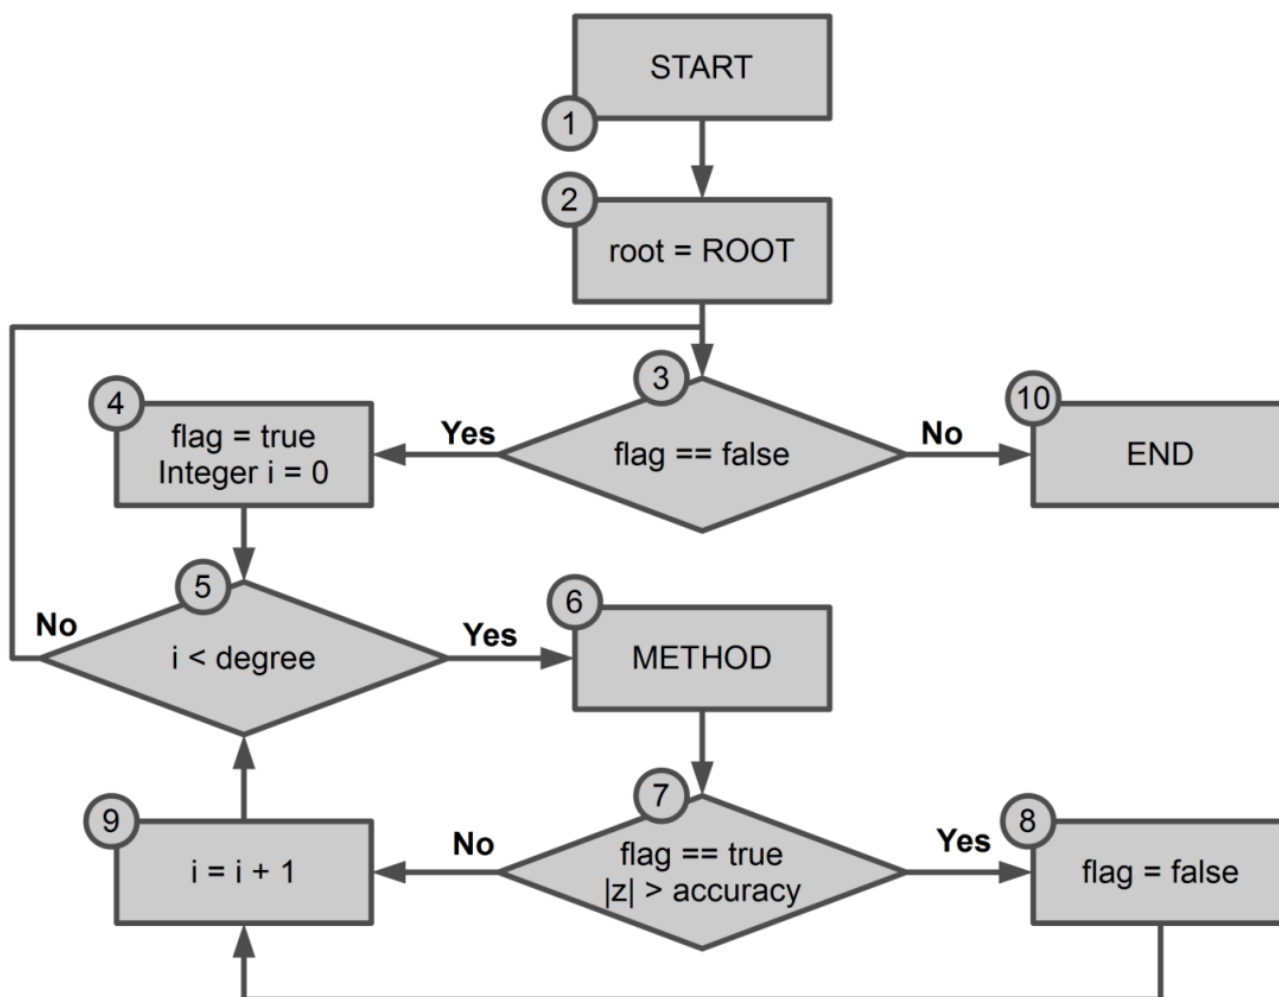 START
1
2
root = ROOT
3
flag == false
Yes
No
4
flag = true
Integer i = 0
10
END
5
i < degree
No
Yes
6
METHOD
7
flag == true
|z| > accuracy
No
Yes
8
flag = false
9
i = i + 1